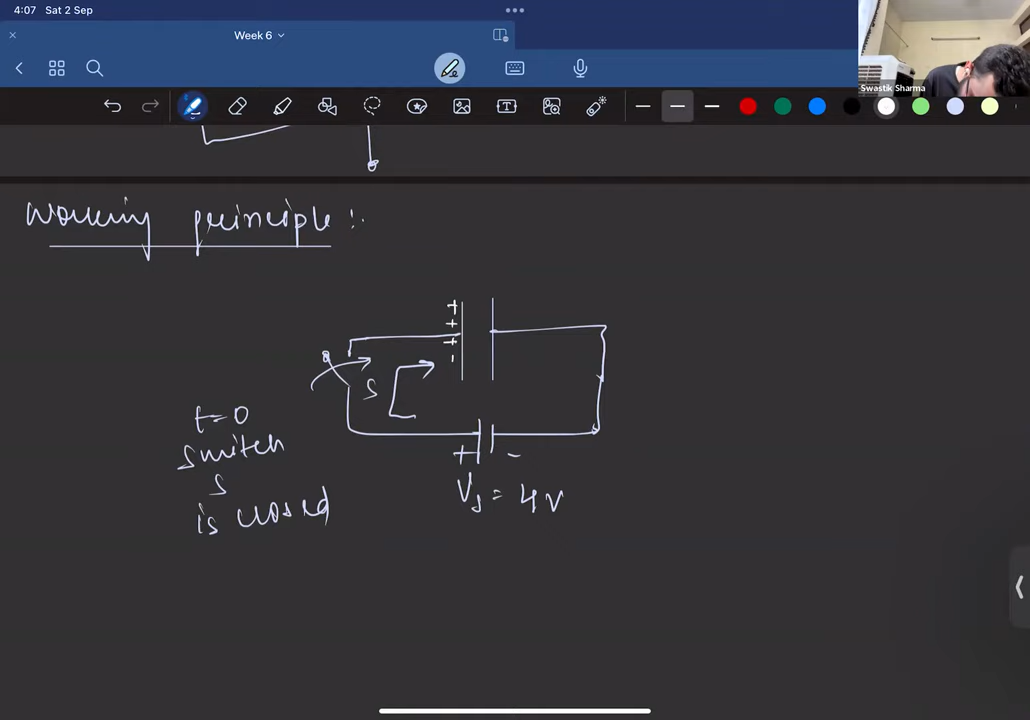 4:07 Sat 2 Sep
Week 6
Swastik Sharma
Working principle :
+
+
+
-
S
t=0
switch
S
is closed
+ -
Vs = 4V